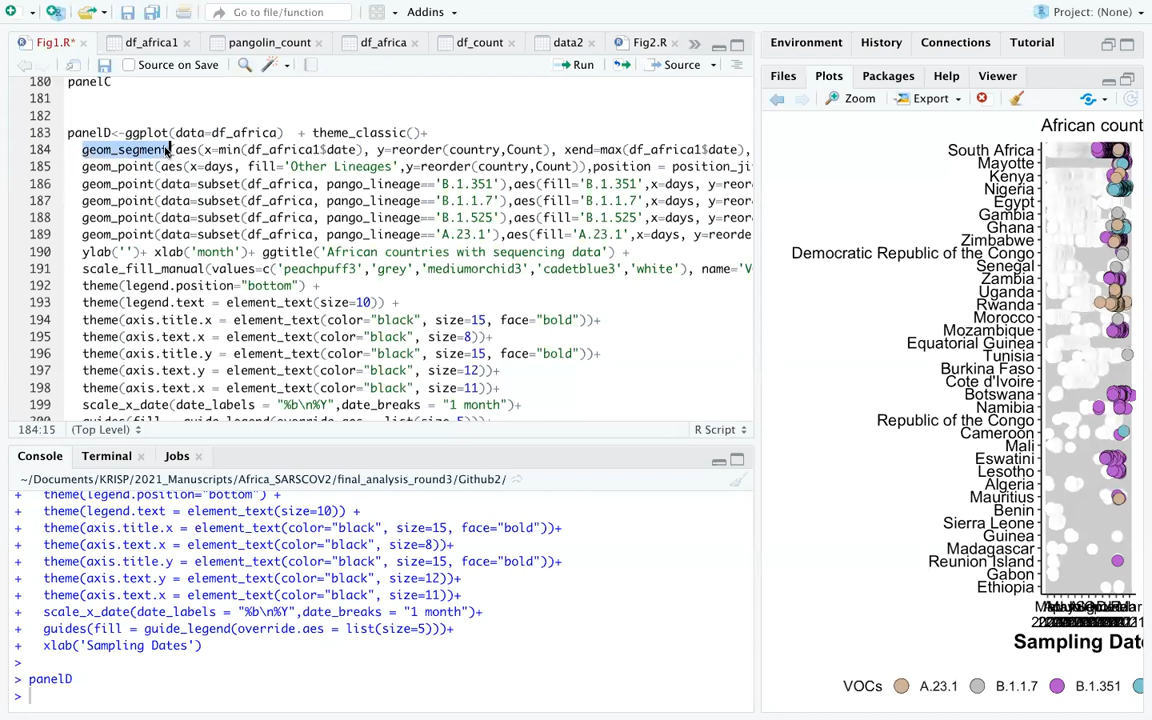 Go to file/function
Addins
Project: (None)
Fig1.R*
df_africa1
pangolin_count
df_africa
df_count
data2
Fig2.R
Source on Save
Run
Source
180 panelC
181
182
183 panelD<-ggplot(data=df_africa)  + theme_classic()+
184 geom_segment(aes(x=min(df_africa1$date), y=reorder(country,Count), xend=max(df_africa1$date),
185 geom_point(aes(x=days, fill='Other Lineages',y=reorder(country,Count)),position = position_ji
186 geom_point(data=subset(df_africa, pango_lineage=='B.1.351'),aes(fill='B.1.351',x=days, y=reor
187 geom_point(data=subset(df_africa, pango_lineage=='B.1.1.7'),aes(fill='B.1.1.7',x=days, y=reor
188 geom_point(data=subset(df_africa, pango_lineage=='B.1.525'),aes(fill='B.1.525',x=days, y=reor
189 geom_point(data=subset(df_africa, pango_lineage=='A.23.1'),aes(fill='A.23.1',x=days, y=reorde
190 ylab('')+ xlab('month')+ ggtitle('African countries with sequencing data') +
191 scale_fill_manual(values=c('peachpuff3','grey','mediumorchid3','cadetblue3','white'), name='V
192 theme(legend.position="bottom") +
193 theme(legend.text = element_text(size=10)) +
194 theme(axis.title.x = element_text(color="black", size=15, face="bold"))+
195 theme(axis.text.x = element_text(color="black", size=8))+
196 theme(axis.title.y = element_text(color="black", size=15, face="bold"))+
197 theme(axis.text.y = element_text(color="black", size=12))+
198 theme(axis.text.x = element_text(color="black", size=11))+
199 scale_x_date(date_labels = "%b\n%Y",date_breaks = "1 month")+
184:15 (Top Level) R Script
Console Terminal Jobs
~/Documents/KRISP/2021_Manuscripts/Africa_SARSCOV2/final_analysis_round3/Github2/
+ theme(legend.position="bottom") +
+ theme(legend.text = element_text(size=10)) +
+ theme(axis.title.x = element_text(color="black", size=15, face="bold"))+
+ theme(axis.text.x = element_text(color="black", size=8))+
+ theme(axis.title.y = element_text(color="black", size=15, face="bold"))+
+ theme(axis.text.y = element_text(color="black", size=12))+
+ theme(axis.text.x = element_text(color="black", size=11))+
+ scale_x_date(date_labels = "%b\n%Y",date_breaks = "1 month")+
+ guides(fill = guide_legend(override.aes = list(size=5)))+
+ xlab('Sampling Dates')
>
> panelD
>
Environment History Connections Tutorial
Files Plots Packages Help Viewer
Zoom Export
African count
South Africa
Mayotte
Kenya
Nigeria
Egypt
Gambia
Ghana
Zimbabwe
Democratic Republic of the Congo
Senegal
Zambia
Uganda
Rwanda
Morocco
Mozambique
Equatorial Guinea
Tunisia
Burkina Faso
Cote d'Ivoire
Botswana
Namibia
Republic of the Congo
Cameroon
Mali
Eswatini
Lesotho
Algeria
Mauritius
Benin
Sierra Leone
Guinea
Madagascar
Reunion Island
Gabon
Ethiopia
Sampling Date
VOCs A.23.1 B.1.1.7 B.1.351